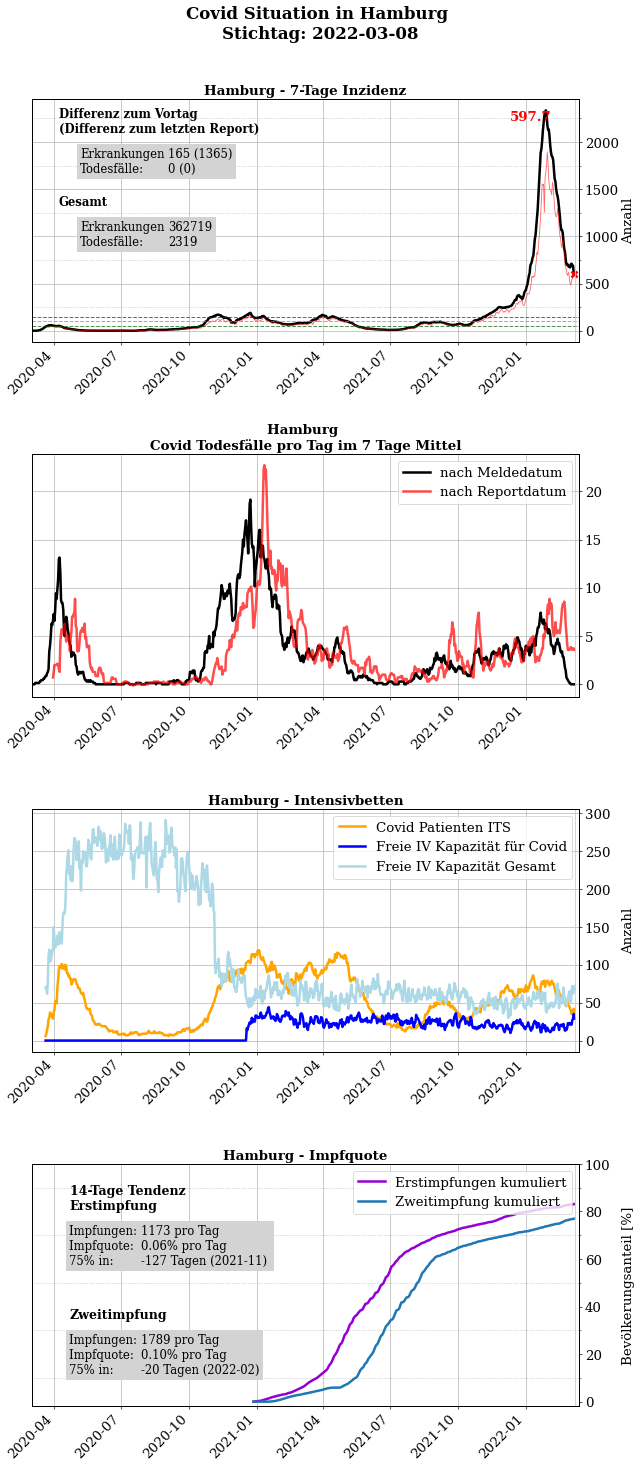 Covid Situation in Hamburg
Stichtag: 2022-03-08
Hamburg - 7-Tage Inzidenz
Differenz zum Vortag
(Differenz zum letzten Report)
Erkrankungen 165 (1365)
Todesfälle: 0 (0)
Gesamt
Erkrankungen 362719
Todesfälle: 2319
597.
2000
1500
1000
500
0
Anzahl
2020-04
2020-07
2020-10
2021-01
2021-04
2021-07
2021-10
2022-01
Hamburg
Covid Todesfälle pro Tag im 7 Tage Mittel
nach Meldedatum
nach Reportdatum
20
15
10
5
0
2020-04
2020-07
2020-10
2021-01
2021-04
2021-07
2021-10
2022-01
Hamburg - Intensivbetten
Covid Patienten ITS
Freie IV Kapazität für Covid
Freie IV Kapazität Gesamt
300
250
200
150
100
50
0
Anzahl
2020-04
2020-07
2020-10
2021-01
2021-04
2021-07
2021-10
2022-01
Hamburg - Impfquote
14-Tage Tendenz
Erstimpfung
Impfungen: 1173 pro Tag
Impfquote: 0.06% pro Tag
75% in: -127 Tagen (2021-11)
Zweitimpfung
Impfungen: 1789 pro Tag
Impfquote: 0.10% pro Tag
75% in: -20 Tagen (2022-02)
Erstimpfungen kumuliert
Zweitimpfung kumuliert
100
80
60
40
20
0
Bevölkerungsanteil [%]
2020-04
2020-07
2020-10
2021-01
2021-04
2021-07
2021-10
2022-01